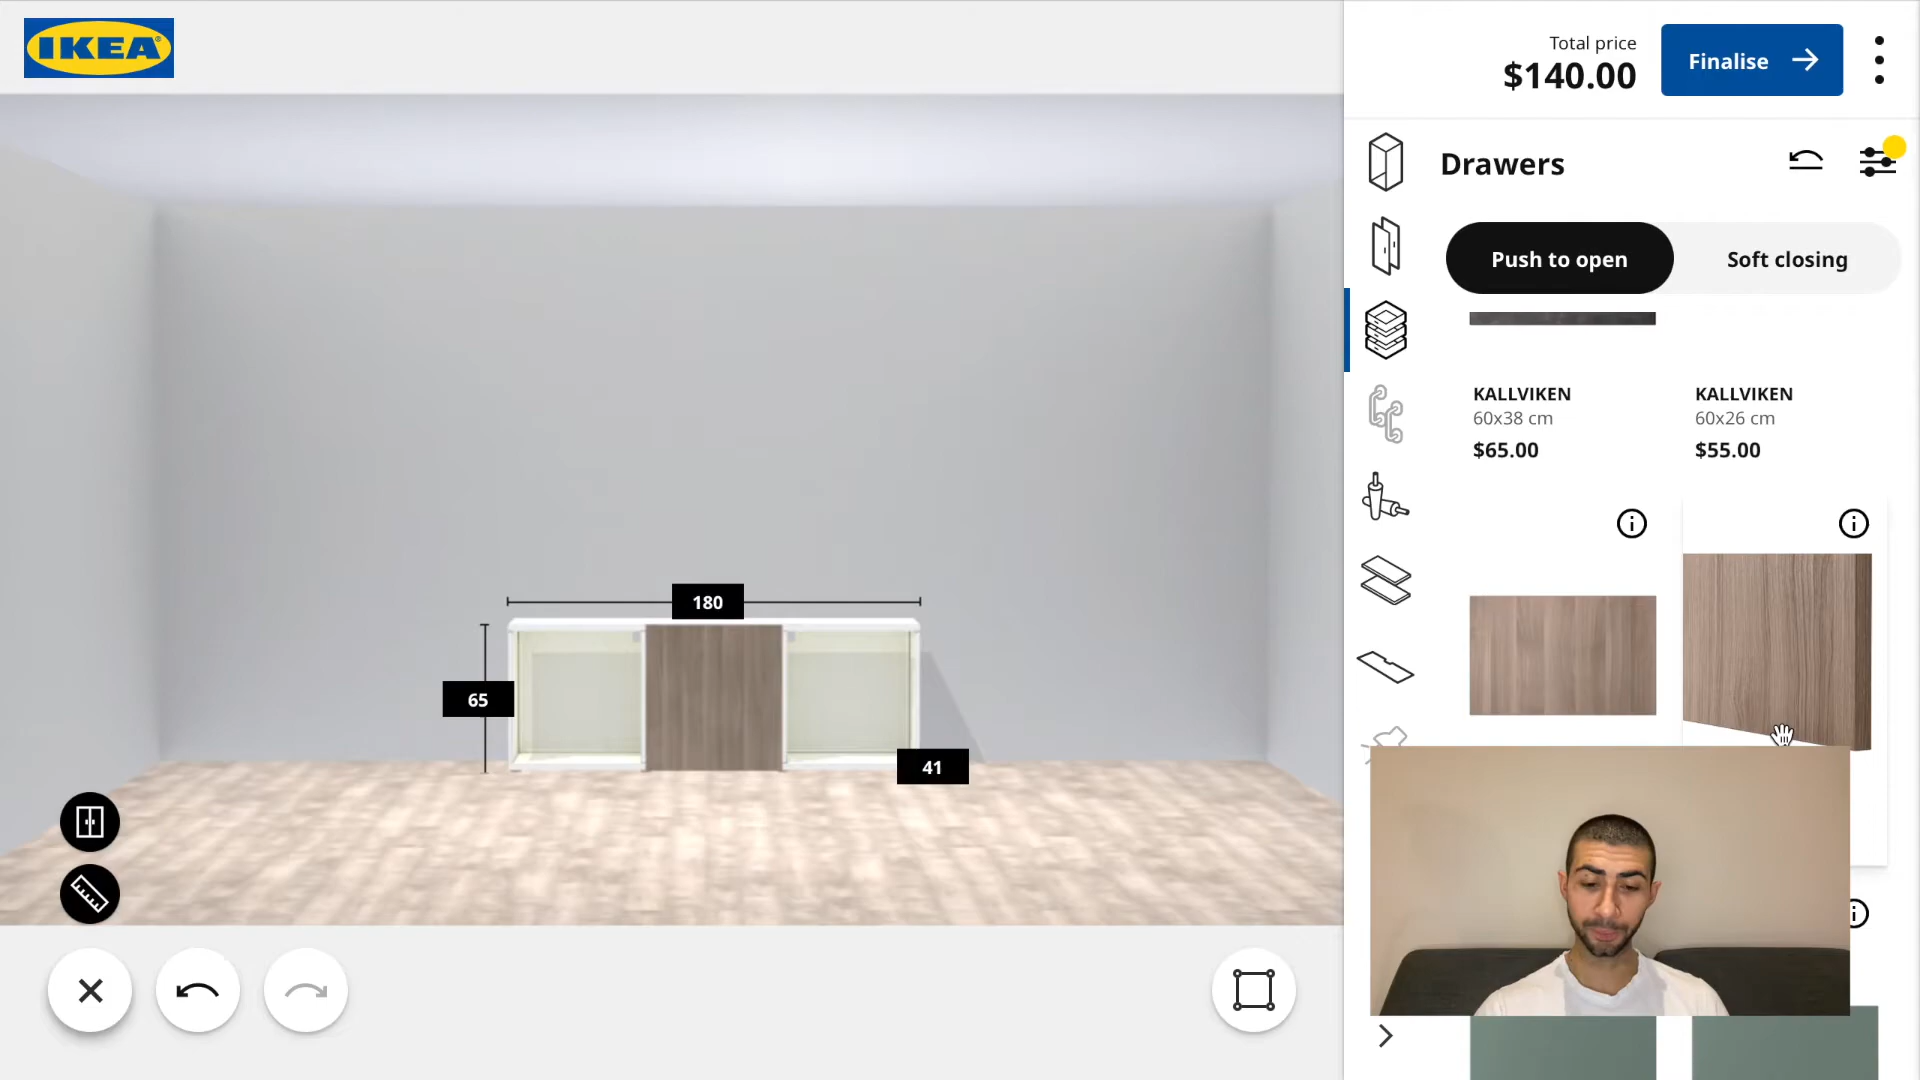 IKEA
Total price
$140.00
Finalise
Drawers
Push to open
Soft closing
KALLVIKEN
60x38 cm
$65.00
KALLVIKEN
60x26 cm
$55.00
180
65
41